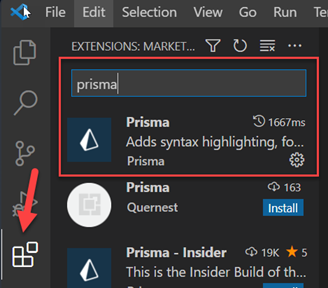 File Edit Selection View Go Run
EXTENSIONS: MARKET...
prisma
Prisma 1667ms
Adds syntax highlighting, fo...
Prisma
Prisma 163
Quernest Install
Prisma - Insider 19K 5
This is the Insider Build of th...